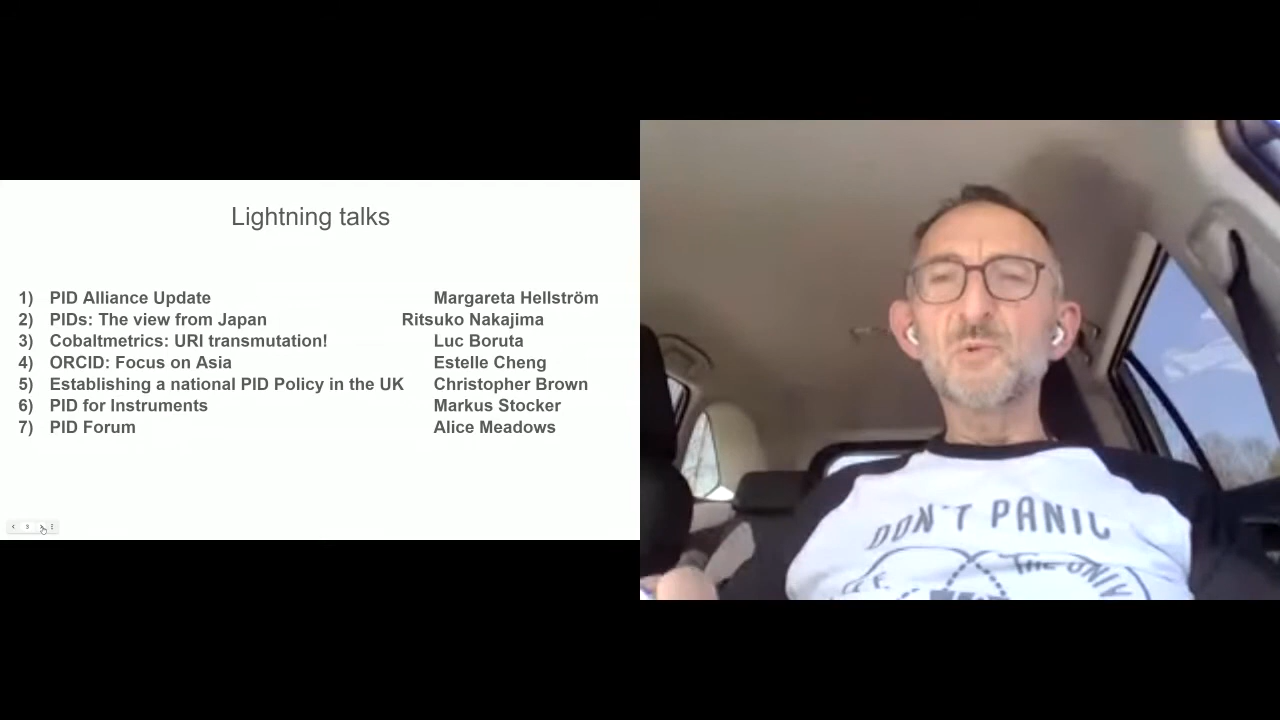 Lightning talks
1) PID Alliance Update Margareta Hellström
2) PIDs: The view from Japan Ritsuko Nakajima
3) Cobaltmetrics: URI transmutation! Luc Boruta
4) ORCID: Focus on Asia Estelle Cheng
5) Establishing a national PID Policy in the UK Christopher Brown
6) PID for Instruments Markus Stocker
7) PID Forum Alice Meadows
DON'T PANIC
THE UNIV